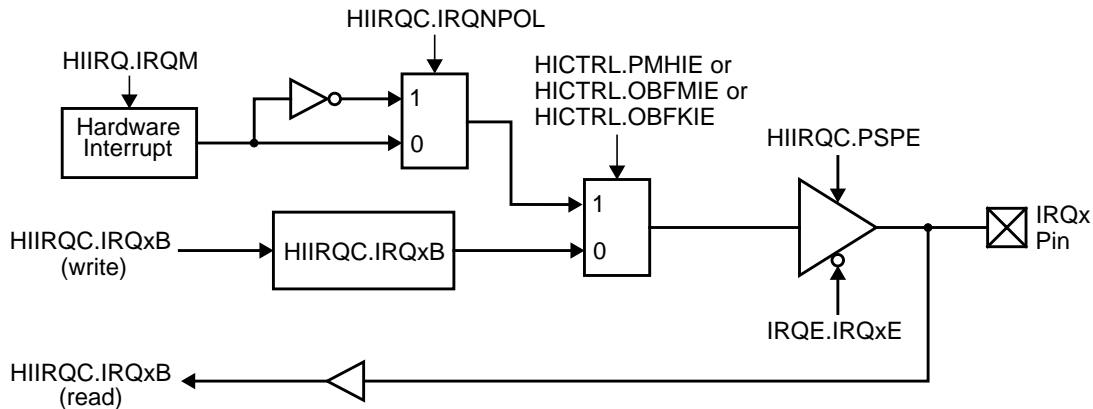 HIIRQC.IRQNPOL
HIIRQ.IRQM
HICTRL.PMHIE or
HICTRL.OBFMIE or
HICTRL.OBFKIE
Hardware
Interrupt
1
0
HIIRQC.PSPE
1
0
IRQx
Pin
HIIRQC.IRQxB
(write)
HIIRQC.IRQxB
IRQE.IRQxE
HIIRQC.IRQxB
(read)